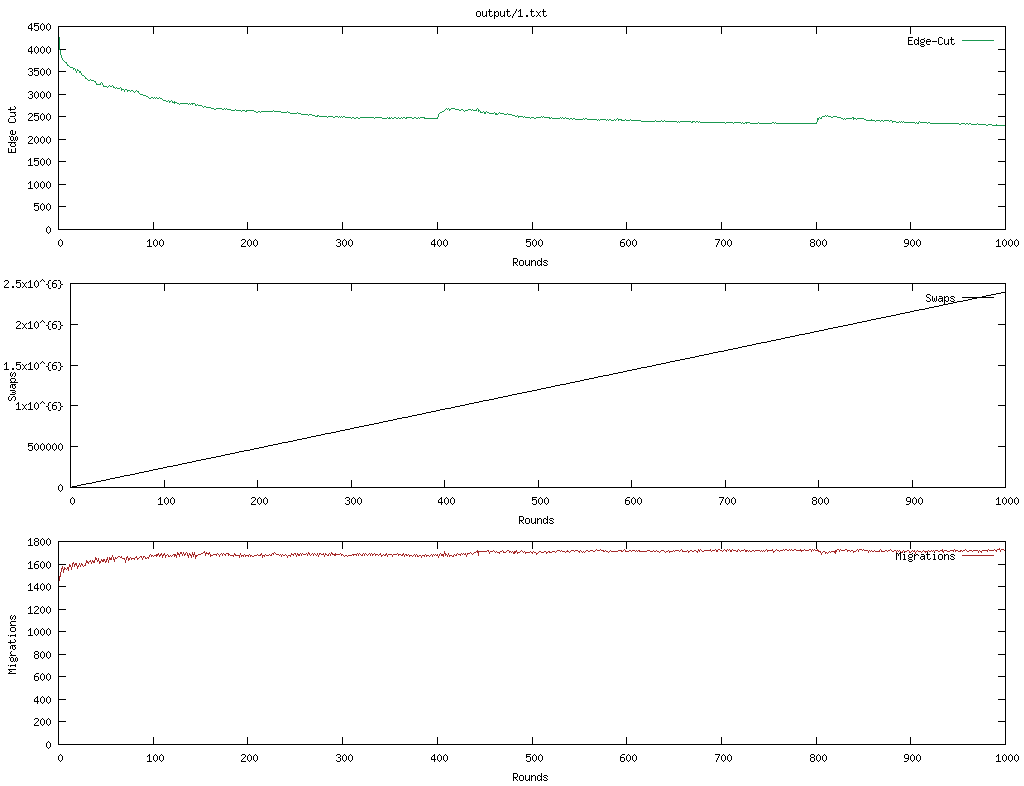 output/1.txt
4500
4000
3500
3000
2500
2000
1500
1000
500
0
Edge Cut
Edge-Cut
0 100 200 300 400 500 600 700 800 900 1000
Rounds
2.5x10^{6}
2x10^{6}
1.5x10^{6}
1x10^{6}
500000
0
Swaps
Swaps
0 100 200 300 400 500 600 700 800 900 1000
Rounds
1800
1600
1400
1200
1000
800
600
400
200
0
Migrations
Migrations
0 100 200 300 400 500 600 700 800 900 1000
Rounds